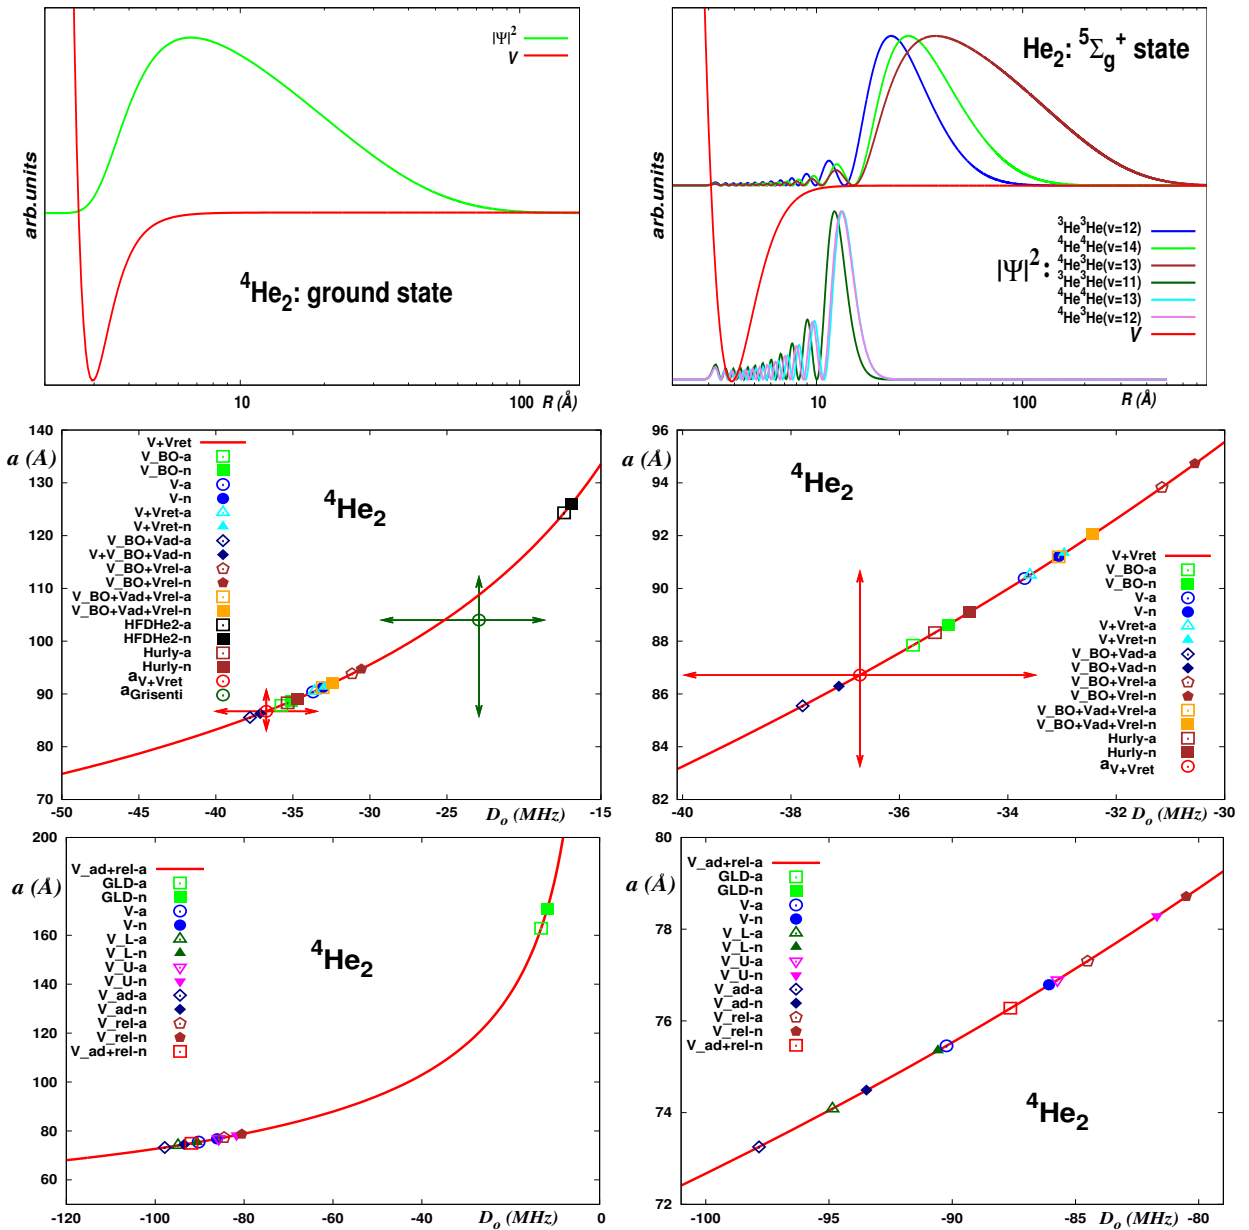 |Ψ|²
V
arb.units
⁴He₂: ground state
10
100
R (Å)
He₂: ⁵Σg⁺ state
arb.units
|Ψ|²:
³He³He(v=12)
⁴He⁴He(v=14)
⁴He³He(v=13)
³He³He(v=11)
⁴He⁴He(v=13)
⁴He³He(v=12)
V
10
100
R (Å)
140
130
120
110
100
90
80
70
a (Å)
V+Vret
V_BO-a
V_BO-n
V-a
V-n
V+Vret-a
V+Vret-n
V_BO+Vad-a
V+V_BO+Vad-n
V_BO+Vrel-a
V_BO+Vrel-n
V_BO+Vad+Vrel-a
V_BO+Vad+Vrel-n
HFDHe2-a
HFDHe2-n
Hurly-a
Hurly-n
aV+Vret
aGrisenti
⁴He₂
-50 -45 -40 -35 -30 -25 -20 -15
Dₒ (MHz)
96
94
92
90
88
86
84
82
a (Å)
⁴He₂
V+Vret
V_BO-a
V_BO-n
V-a
V-n
V+Vret-a
V+Vret-n
V_BO+Vad-a
V_BO+Vad-n
V_BO+Vrel-a
V_BO+Vrel-n
V_BO+Vad+Vrel-a
V_BO+Vad+Vrel-n
Hurly-a
Hurly-n
aV+Vret
-40 -38 -36 -34 -32 -30
Dₒ (MHz)
200
160
140
120
100
80
60
a (Å)
V_ad+rel-a
GLD-a
GLD-n
V-a
V-n
V_L-a
V_L-n
V_U-a
V_U-n
V_ad-a
V_ad-n
V_rel-a
V_rel-n
V_ad+rel-n
⁴He₂
-120 -100 -80 -60 -40 -20 0
Dₒ (MHz)
80
78
76
74
72
a (Å)
V_ad+rel-a
GLD-a
GLD-n
V-a
V-n
V_L-a
V_L-n
V_U-a
V_U-n
V_ad-a
V_ad-n
V_rel-a
V_rel-n
V_ad+rel-n
⁴He₂
-100 -95 -90 -85 -80
Dₒ (MHz)